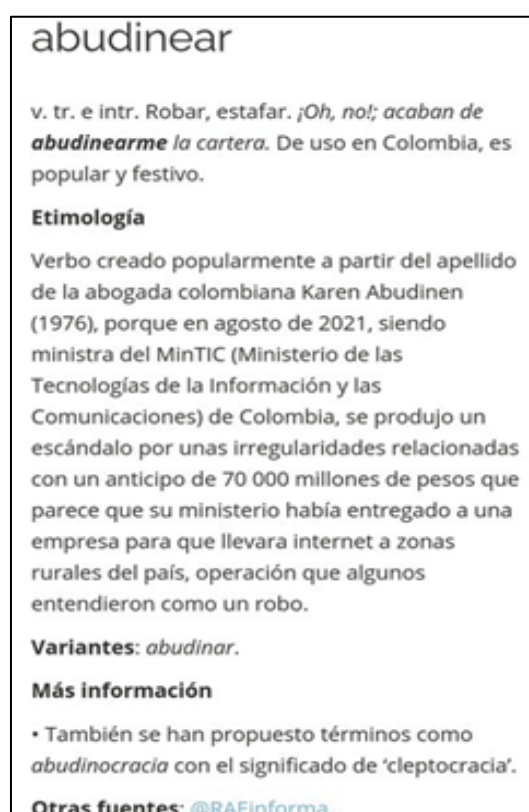 abudinear
v. tr. e intr. Robar, estafar. ¡Oh, no!; acaban de
abudinearme la cartera. De uso en Colombia, es
popular y festivo.
Etimología
Verbo creado popularmente a partir del apellido
de la abogada colombiana Karen Abudinen
(1976), porque en agosto de 2021, siendo
ministra del MinTIC (Ministerio de las
Tecnologías de la Información y las
Comunicaciones) de Colombia, se produjo un
escándalo por unas irregularidades relacionadas
con un anticipo de 70 000 millones de pesos que
parece que su ministerio había entregado a una
empresa para que llevara internet a zonas
rurales del país, operación que algunos
entendieron como un robo.
Variantes: abudinar.
Más información
• También se han propuesto términos como
abudinocracia con el significado de ‘cleptocracia’.
Otras fuentes: @RAEinforma.